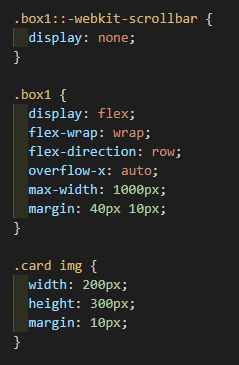 .box1::-webkit-scrollbar {
  display: none;
}

.box1 {
  display: flex;
  flex-wrap: wrap;
  flex-direction: row;
  overflow-x: auto;
  max-width: 1000px;
  margin: 40px 10px;
}

.card img {
  width: 200px;
  height: 300px;
  margin: 10px;
}